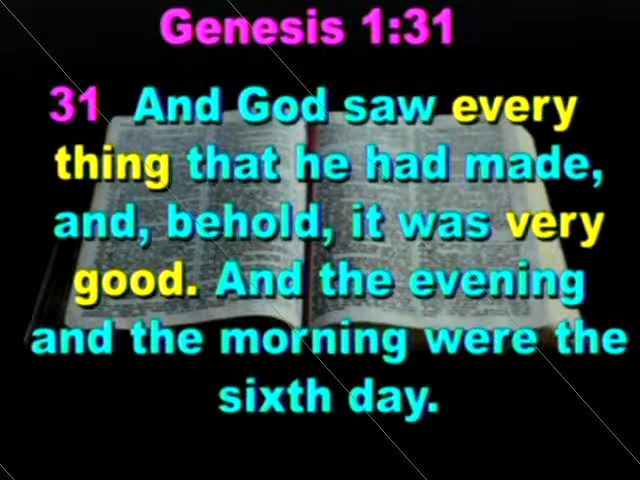 Genesis 1:31
31 And God saw every
thing that he had made,
and, behold, it was very
good. And the evening
and the morning were the
sixth day.